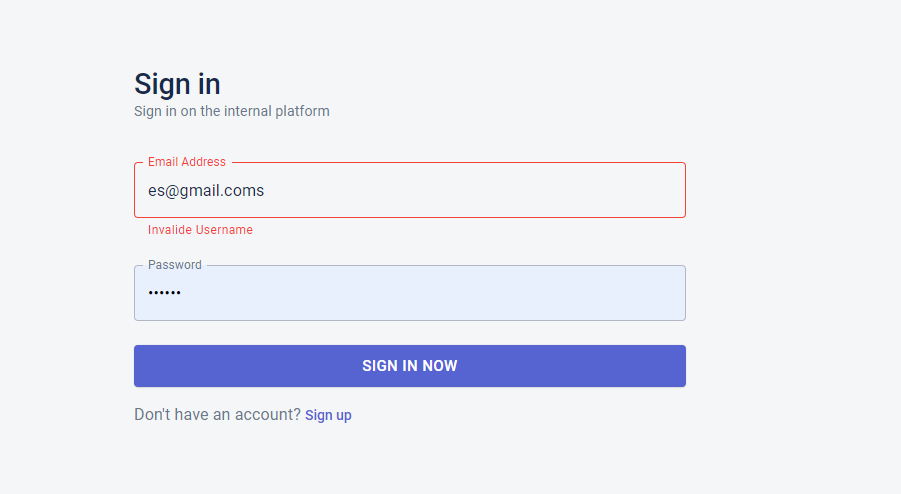 Sign in
Sign in on the internal platform
Email Address
es@gmail.coms
Invalide Username
Password
••••••
SIGN IN NOW
Don't have an account? Sign up